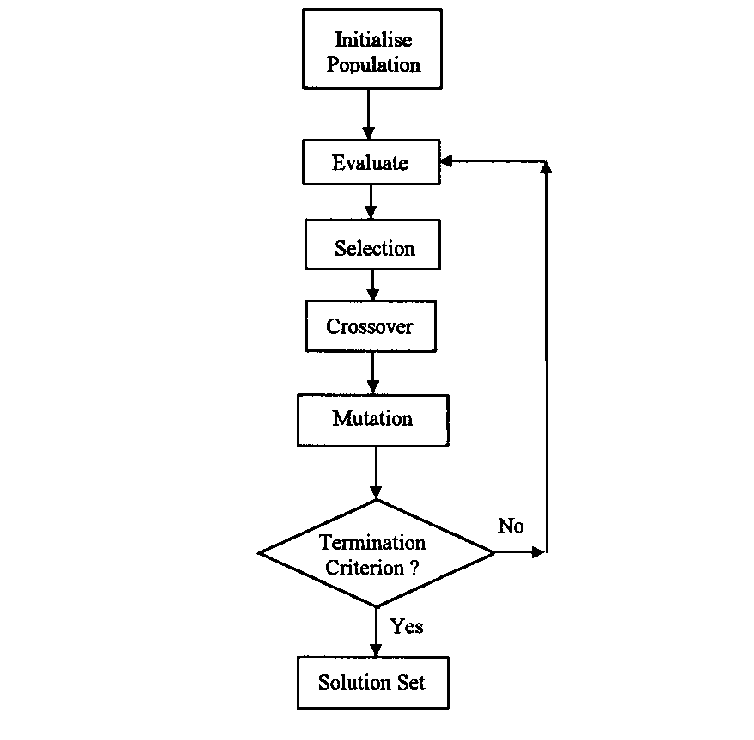 Initialise
Population
Evaluate
Selection
Crossover
Mutation
Termination
Criterion ?
No
Yes
Solution Set